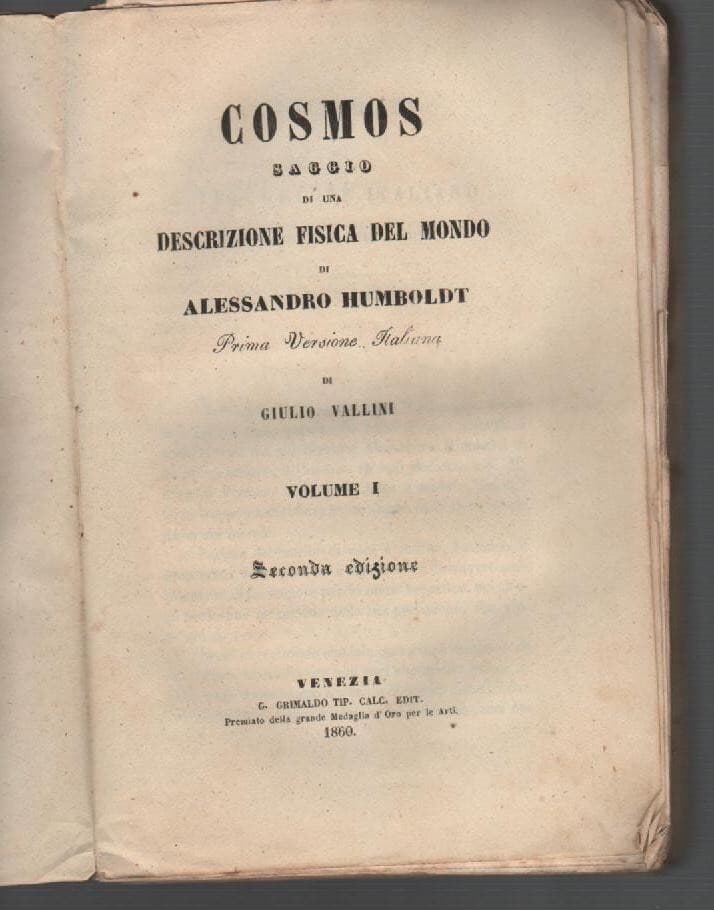 COSMOS
SAGGIO
DI UNA
DESCRIZIONE FISICA DEL MONDO
DI
ALESSANDRO HUMBOLDT
Prima Versione Italiana
DI
GIULIO VALLINI
VOLUME I
Seconda edizione
VENEZIA
G. GRIMALDO TIP. CALC. EDIT.
Premiato della grande Medaglia d'Oro per le Arti.
1860.